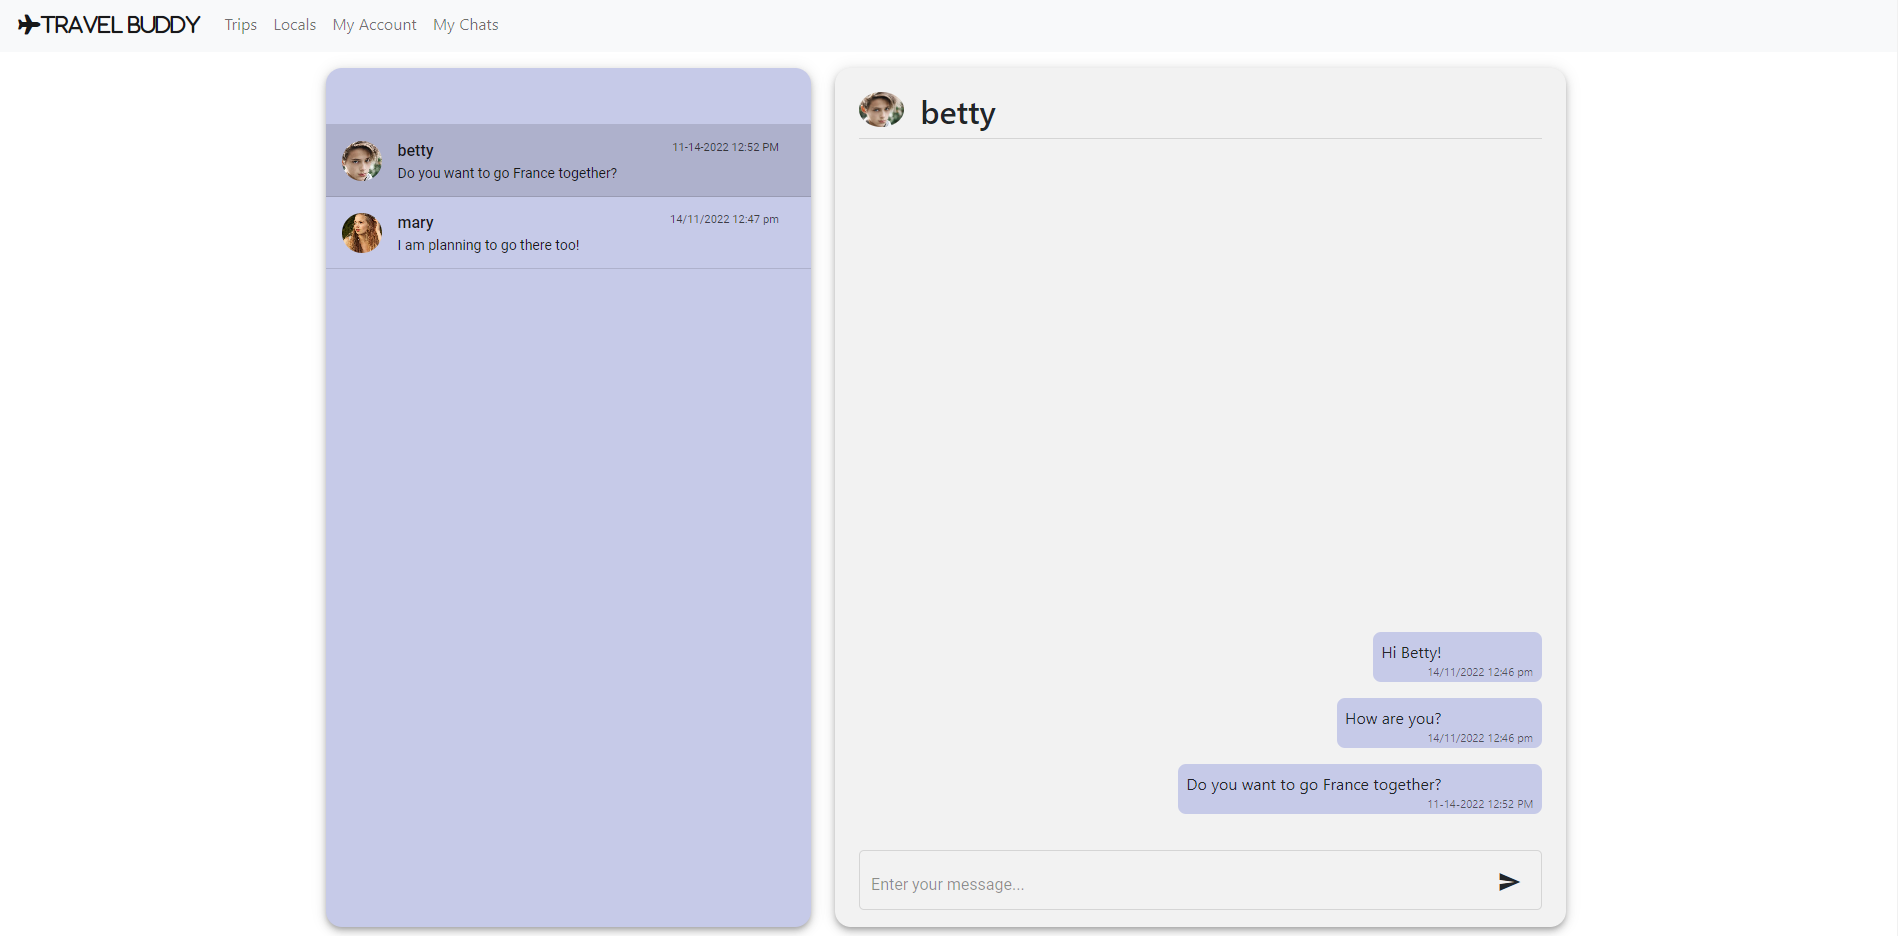 TRAVEL BUDDY Trips Locals My Account My Chats
betty 11-14-2022 12:52 PM
Do you want to go France together?
mary 14/11/2022 12:47 pm
I am planning to go there too!
betty
Hi Betty!
14/11/2022 12:46 pm
How are you?
14/11/2022 12:46 pm
Do you want to go France together?
11-14-2022 12:52 PM
Enter your message...